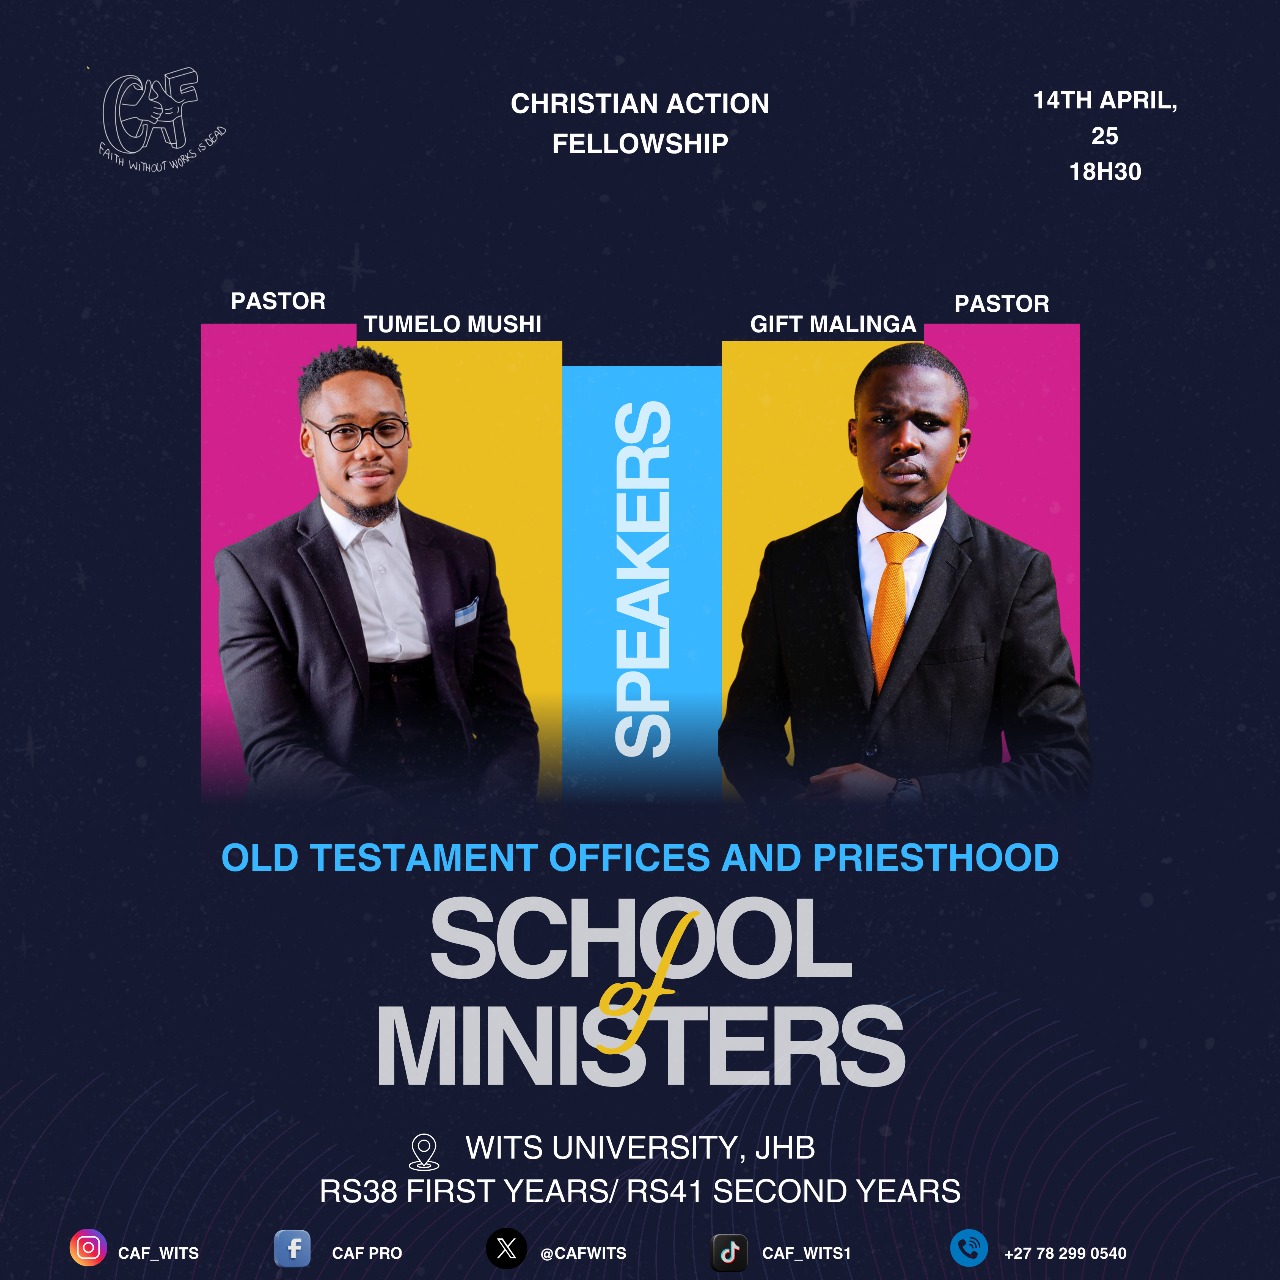 CAF
FAITH WITHOUT WORKS IS DEAD
CHRISTIAN ACTION
FELLOWSHIP
14TH APRIL,
25
18H30
PASTOR
TUMELO MUSHI
GIFT MALINGA
PASTOR
SPEAKERS
OLD TESTAMENT OFFICES AND PRIESTHOOD
SCHOOL
of
MINISTERS
WITS UNIVERSITY, JHB
RS38 FIRST YEARS/ RS41 SECOND YEARS
CAF_WITS
CAF PRO
@CAFWITS
CAF_WITS1
+27 78 299 0540